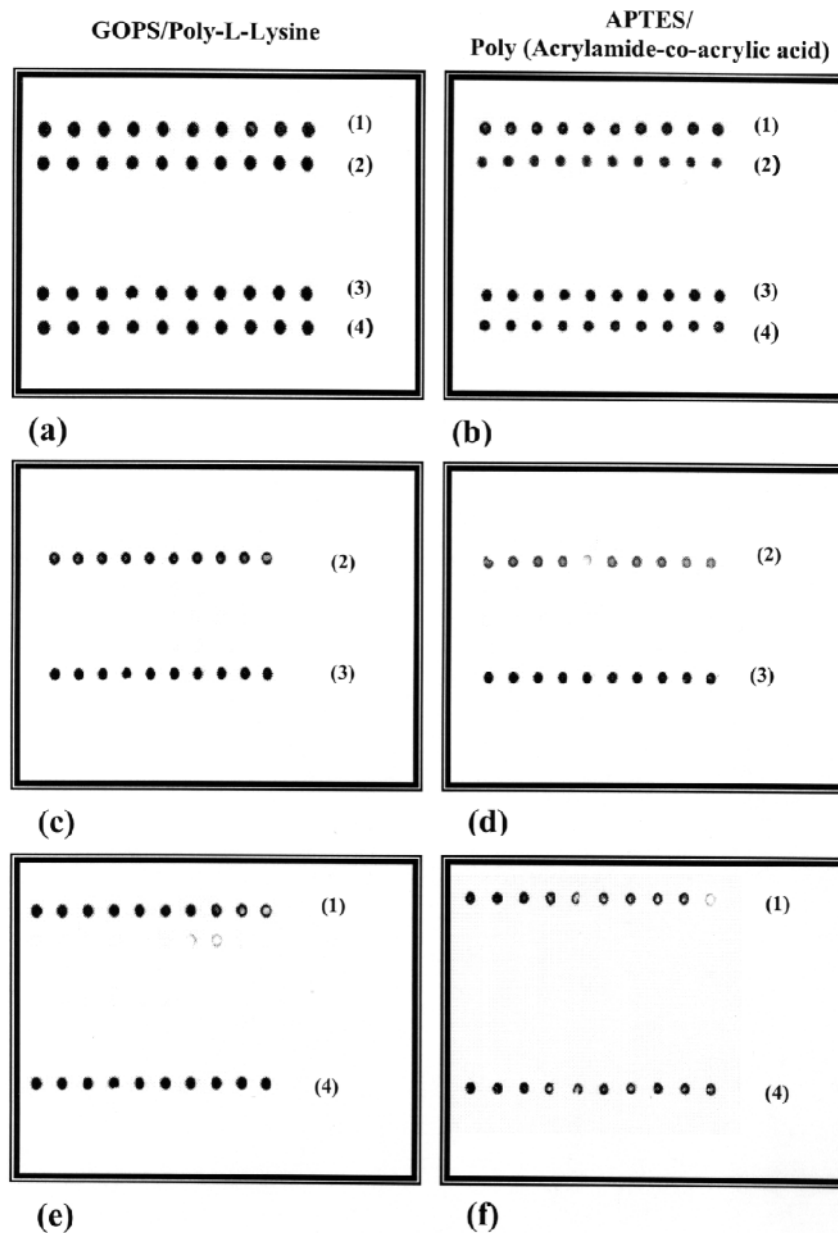 GOPS/Poly-L-Lysine
APTES/
Poly (Acrylamide-co-acrylic acid)
(1)
(2)
(3)
(4)
(a)
(1)
(2)
(3)
(4)
(b)
(2)
(3)
(c)
(2)
(3)
(d)
(1)
(4)
(e)
(1)
(4)
(f)